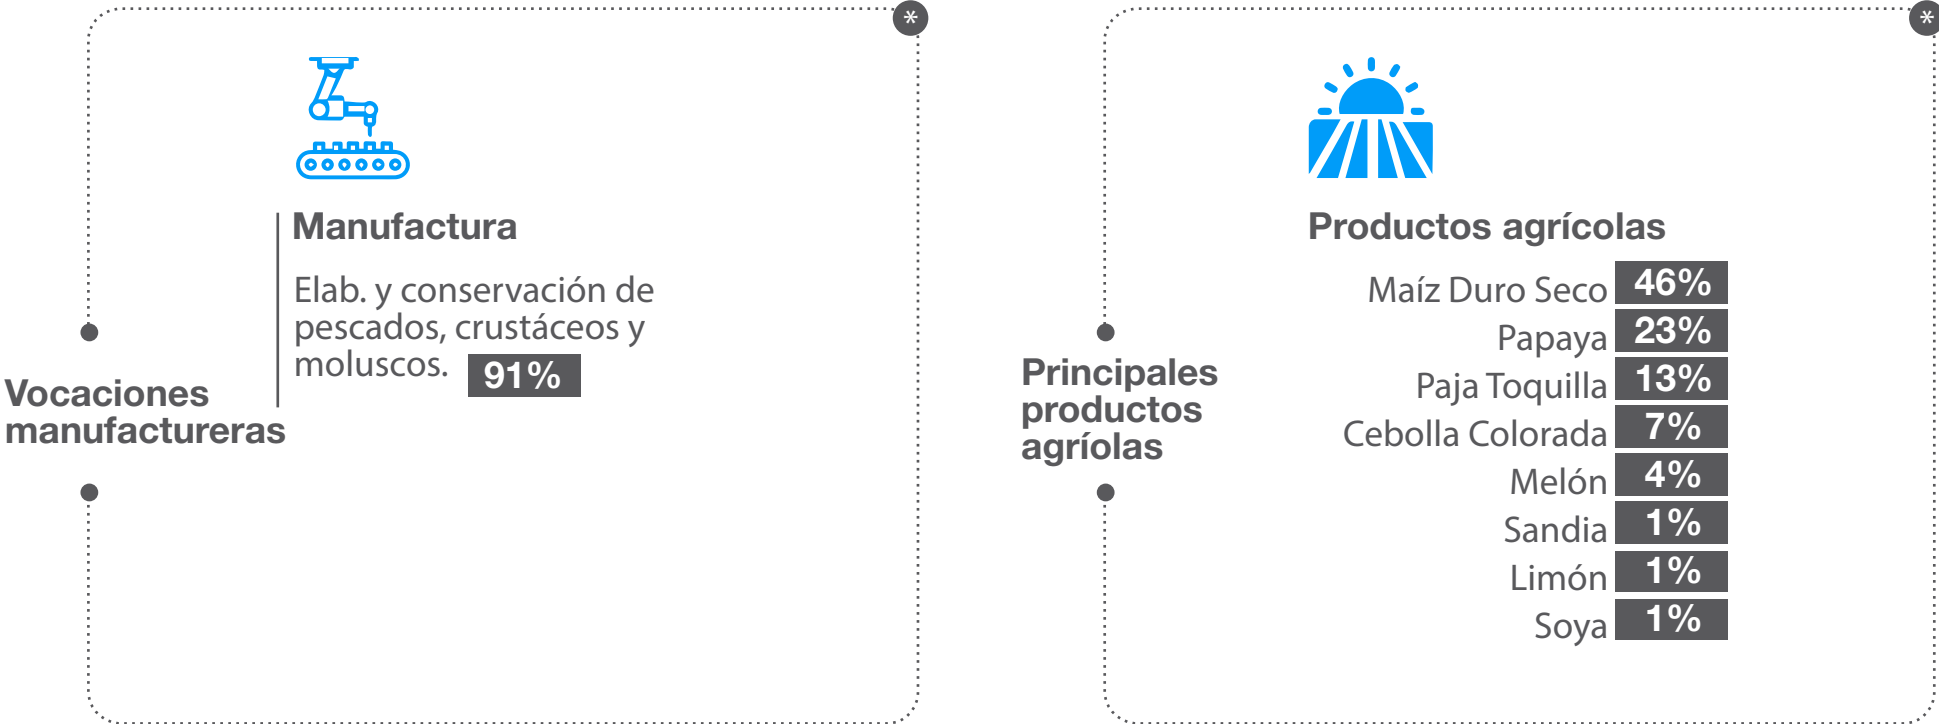 *
Manufactura
Elab. y conservación de
pescados, crustáceos y
moluscos. 91%
Vocaciones
manufactureras
*
Productos agrícolas
Maíz Duro Seco 46%
Papaya 23%
Paja Toquilla 13%
Cebolla Colorada 7%
Melón 4%
Sandia 1%
Limón 1%
Soya 1%
Principales
productos
agríolas